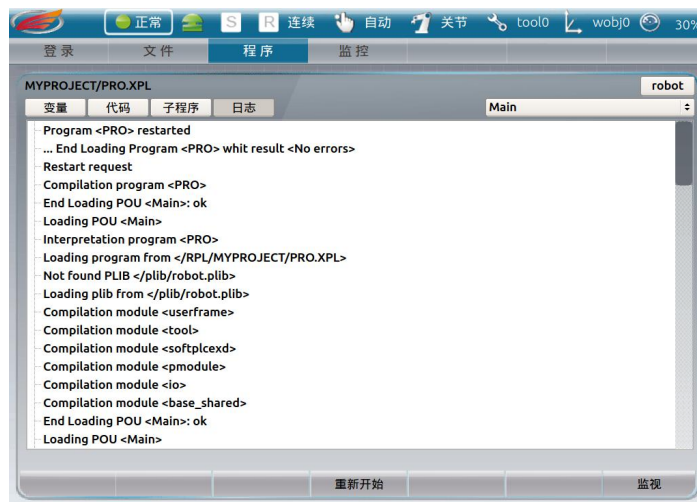 正常 S R 连续 自动 关节 tool0 wobj0 30%
登录 文件 程序 监控
MYPROJECT/PRO.XPL robot
变量 代码 子程序 日志 Main
Program <PRO> restarted
... End Loading Program <PRO> whit result <No errors>
Restart request
Compilation program <PRO>
End Loading POU <Main>: ok
Loading POU <Main>
Interpretation program <PRO>
Loading program from </RPL/MYPROJECT/PRO.XPL>
Not found PLIB </plib/robot.plib>
Loading plib from </plib/robot.plib>
Compilation module <userframe>
Compilation module <tool>
Compilation module <softplcexd>
Compilation module <pmodule>
Compilation module <io>
Compilation module <base_shared>
End Loading POU <Main>: ok
Loading POU <Main>
重新开始 监视